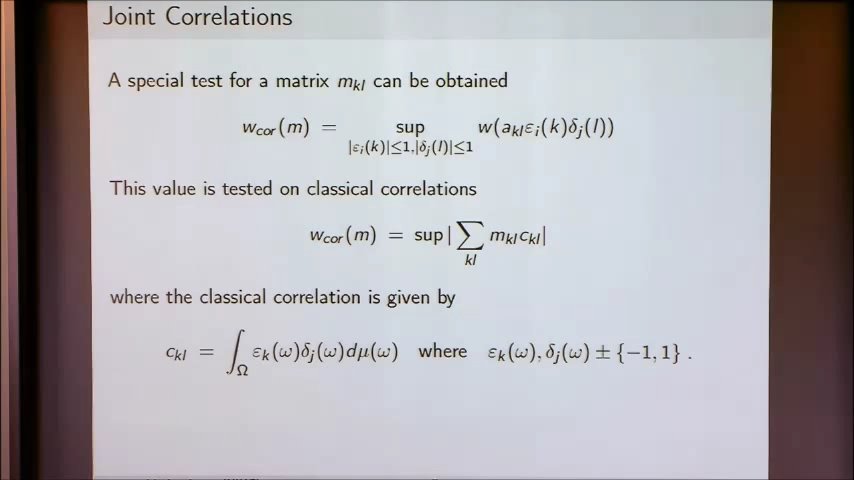 Joint Correlations
A special test for a matrix m_{kl} can be obtained
w_{cor}(m) = sup_{|ε_i(k)|≤1,|δ_j(l)|≤1} w(a_{kl}ε_i(k)δ_j(l))
This value is tested on classical correlations
w_{cor}(m) = sup |∑_{kl} m_{kl}c_{kl}|
where the classical correlation is given by
c_{kl} = ∫_Ω ε_k(ω)δ_j(ω)dμ(ω) where ε_k(ω), δ_j(ω) ± {−1, 1} .